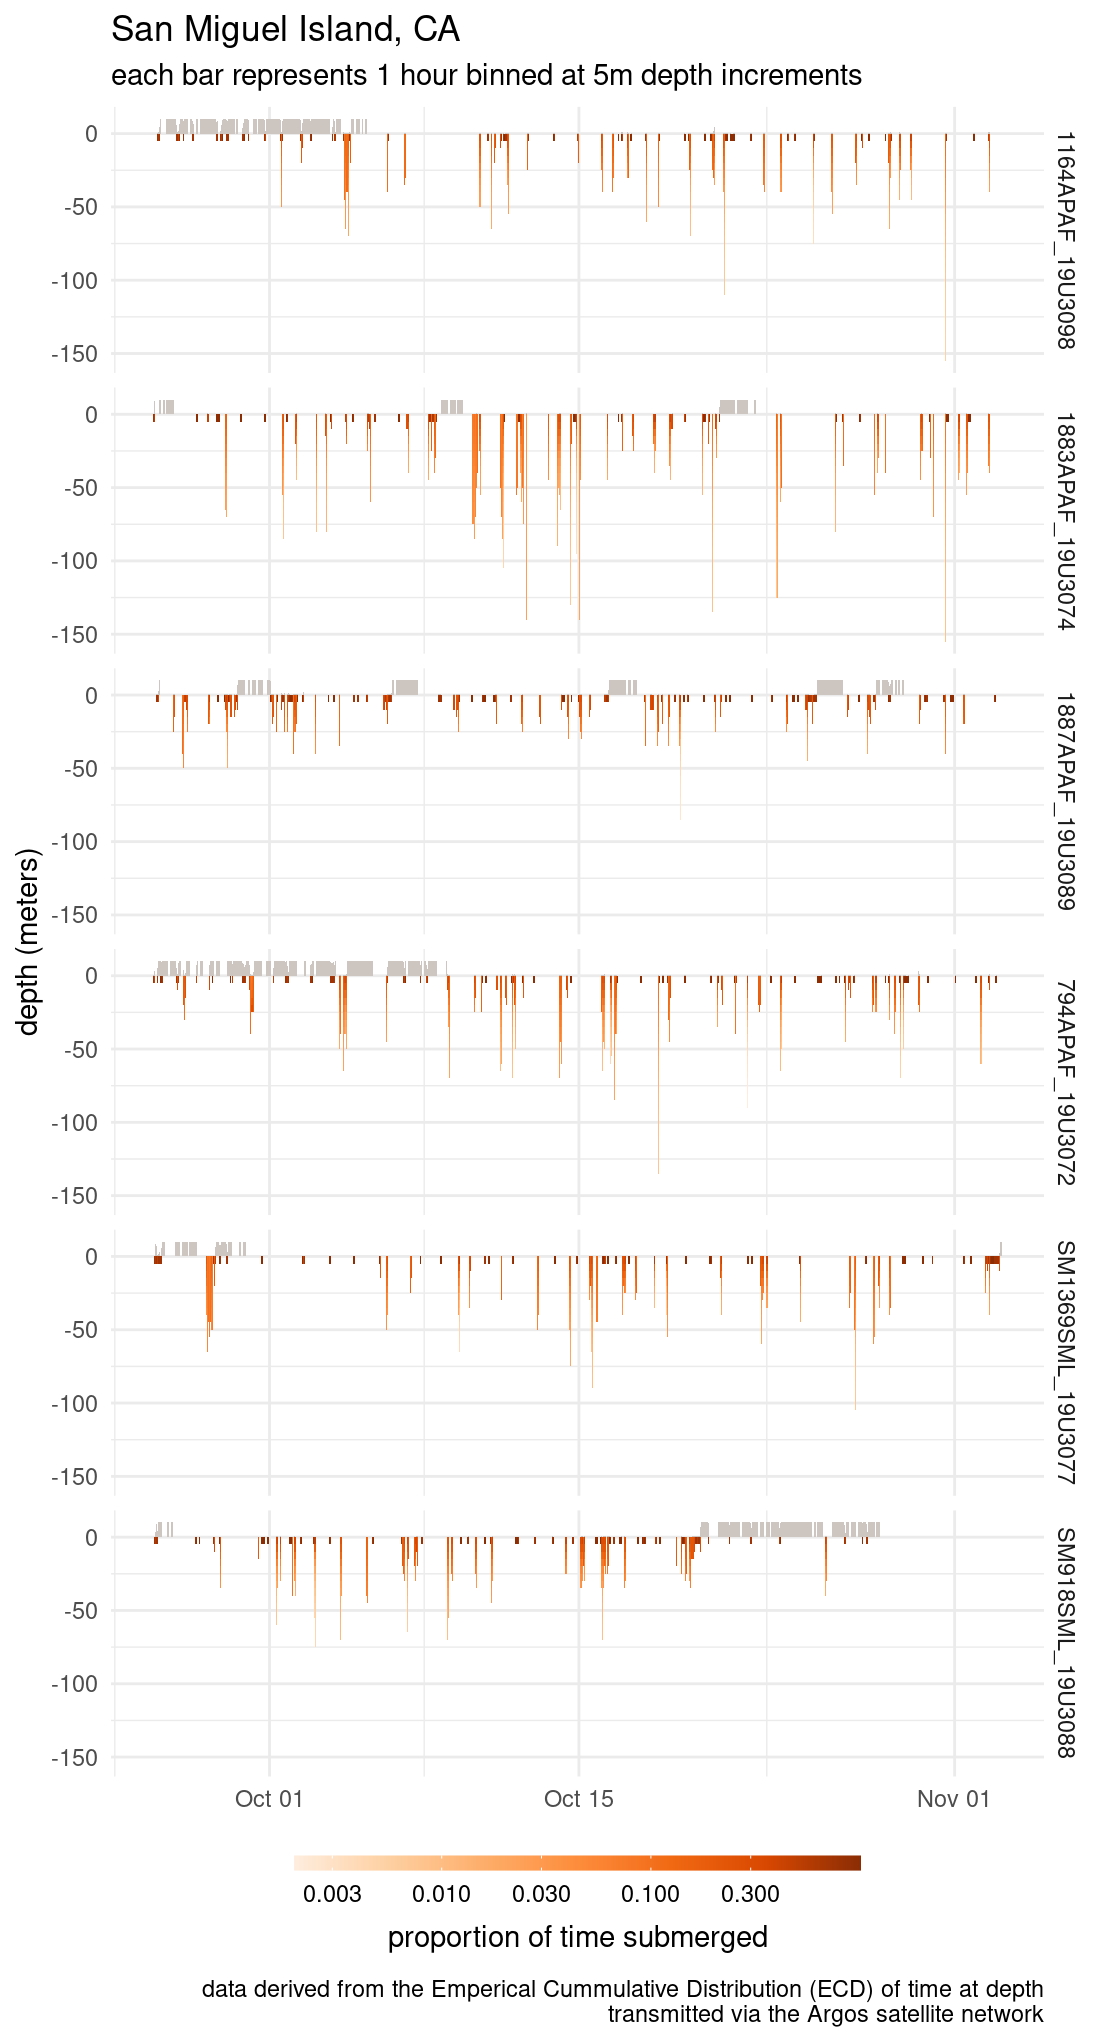 San Miguel Island, CA
each bar represents 1 hour binned at 5m depth increments
depth (meters)
0
-50
-100
-150
1164APAF_19U3098
0
-50
-100
-150
1883APAF_19U3074
0
-50
-100
-150
1887APAF_19U3089
0
-50
-100
-150
794APAF_19U3072
0
-50
-100
-150
SM1369SML_19U3077
0
-50
-100
-150
SM918SML_19U3088
Oct 01 Oct 15 Nov 01
0.003 0.010 0.030 0.100 0.300
proportion of time submerged
data derived from the Emperical Cummulative Distribution (ECD) of time at depth
transmitted via the Argos satellite network